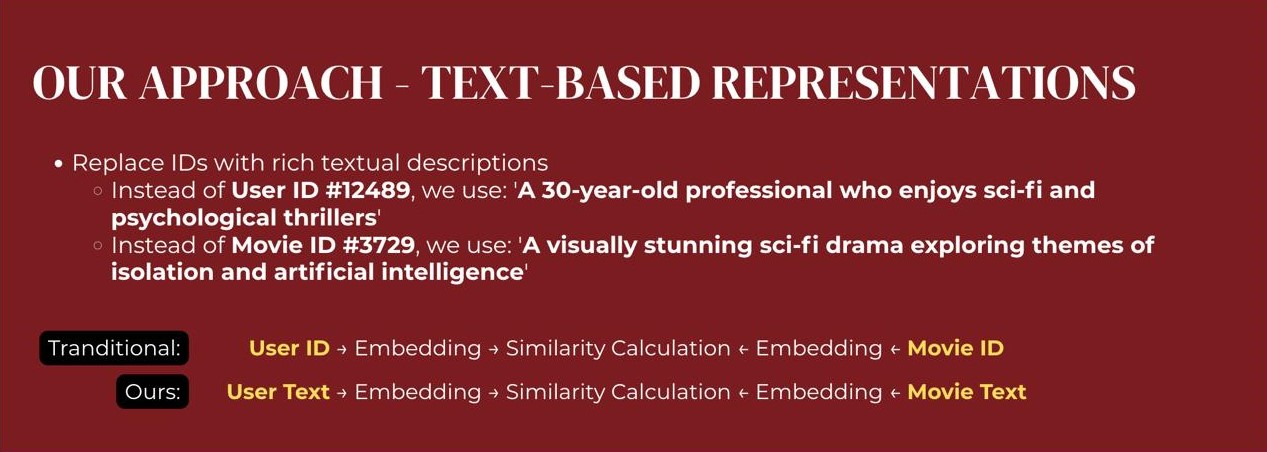 OUR APPROACH - TEXT-BASED REPRESENTATIONS
• Replace IDs with rich textual descriptions
○ Instead of User ID #12489, we use: 'A 30-year-old professional who enjoys sci-fi and
psychological thrillers'
○ Instead of Movie ID #3729, we use: 'A visually stunning sci-fi drama exploring themes of
isolation and artificial intelligence'
Tranditional: User ID → Embedding → Similarity Calculation ← Embedding ← Movie ID
Ours: User Text → Embedding → Similarity Calculation ← Embedding ← Movie Text